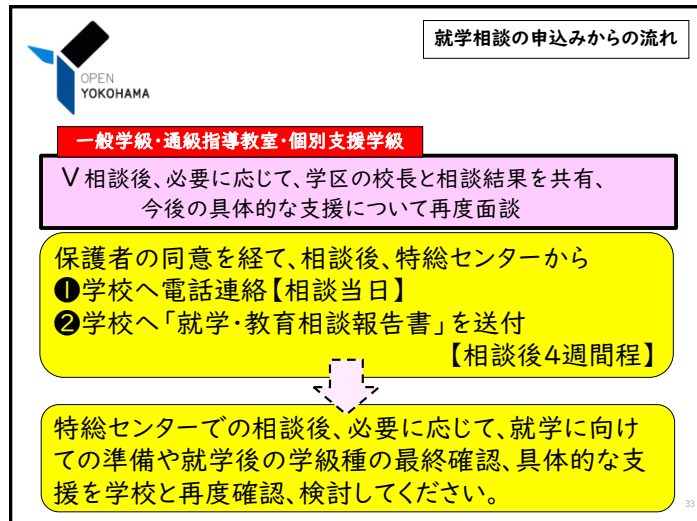 就学相談の申込みからの流れ
OPEN
YOKOHAMA
一般学級・通級指導教室・個別支援学級
Ⅴ相談後、必要に応じて、学区の校長と相談結果を共有、
今後の具体的な支援について再度面談
保護者の同意を経て、相談後、特総センターから
❶学校へ電話連絡【相談当日】
❷学校へ「就学・教育相談報告書」を送付
【相談後4週間程】
特総センターでの相談後、必要に応じて、就学に向け
ての準備や就学後の学級種の最終確認、具体的な支
援を学校と再度確認、検討してください。
33